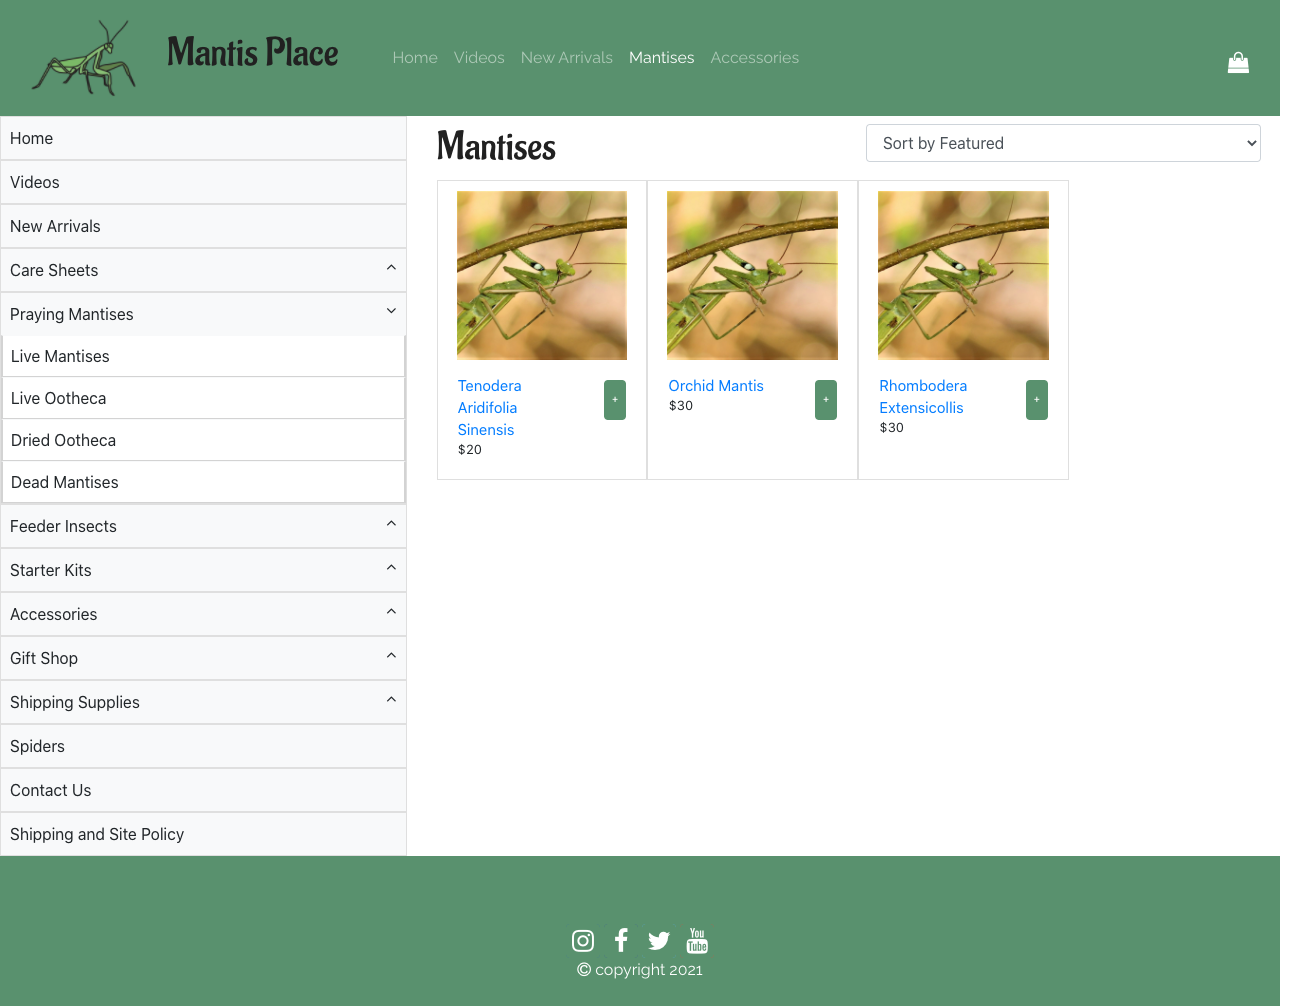 Mantis Place
Home Videos New Arrivals Mantises Accessories
Home
Videos
New Arrivals
Care Sheets
Praying Mantises
Live Mantises
Live Ootheca
Dried Ootheca
Dead Mantises
Feeder Insects
Starter Kits
Accessories
Gift Shop
Shipping Supplies
Spiders
Contact Us
Shipping and Site Policy
Mantises
Sort by Featured
Tenodera
Aridifolia
Sinensis
$20
+
Orchid Mantis
$30
+
Rhombodera
Extensicollis
$30
+
You
Tube
© copyright 2021